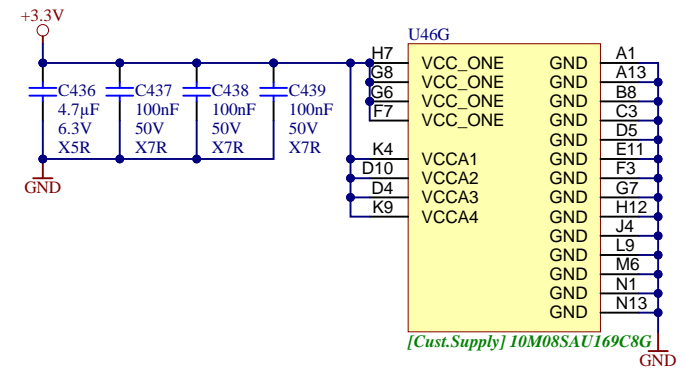 +3.3V
C436
4.7µF
6.3V
X5R
C437
100nF
50V
X7R
C438
100nF
50V
X7R
C439
100nF
50V
X7R
GND
U46G
H7 VCC_ONE GND A1
G8 VCC_ONE GND A13
G6 VCC_ONE GND B8
F7 VCC_ONE GND C3
GND D5
K4 VCCA1 GND E11
D10 VCCA2 GND F3
D4 VCCA3 GND G7
K9 VCCA4 GND H12
GND J4
GND L9
GND M6
GND N1
GND N13
[Cust.Supply] 10M08SAU169C8G
GND